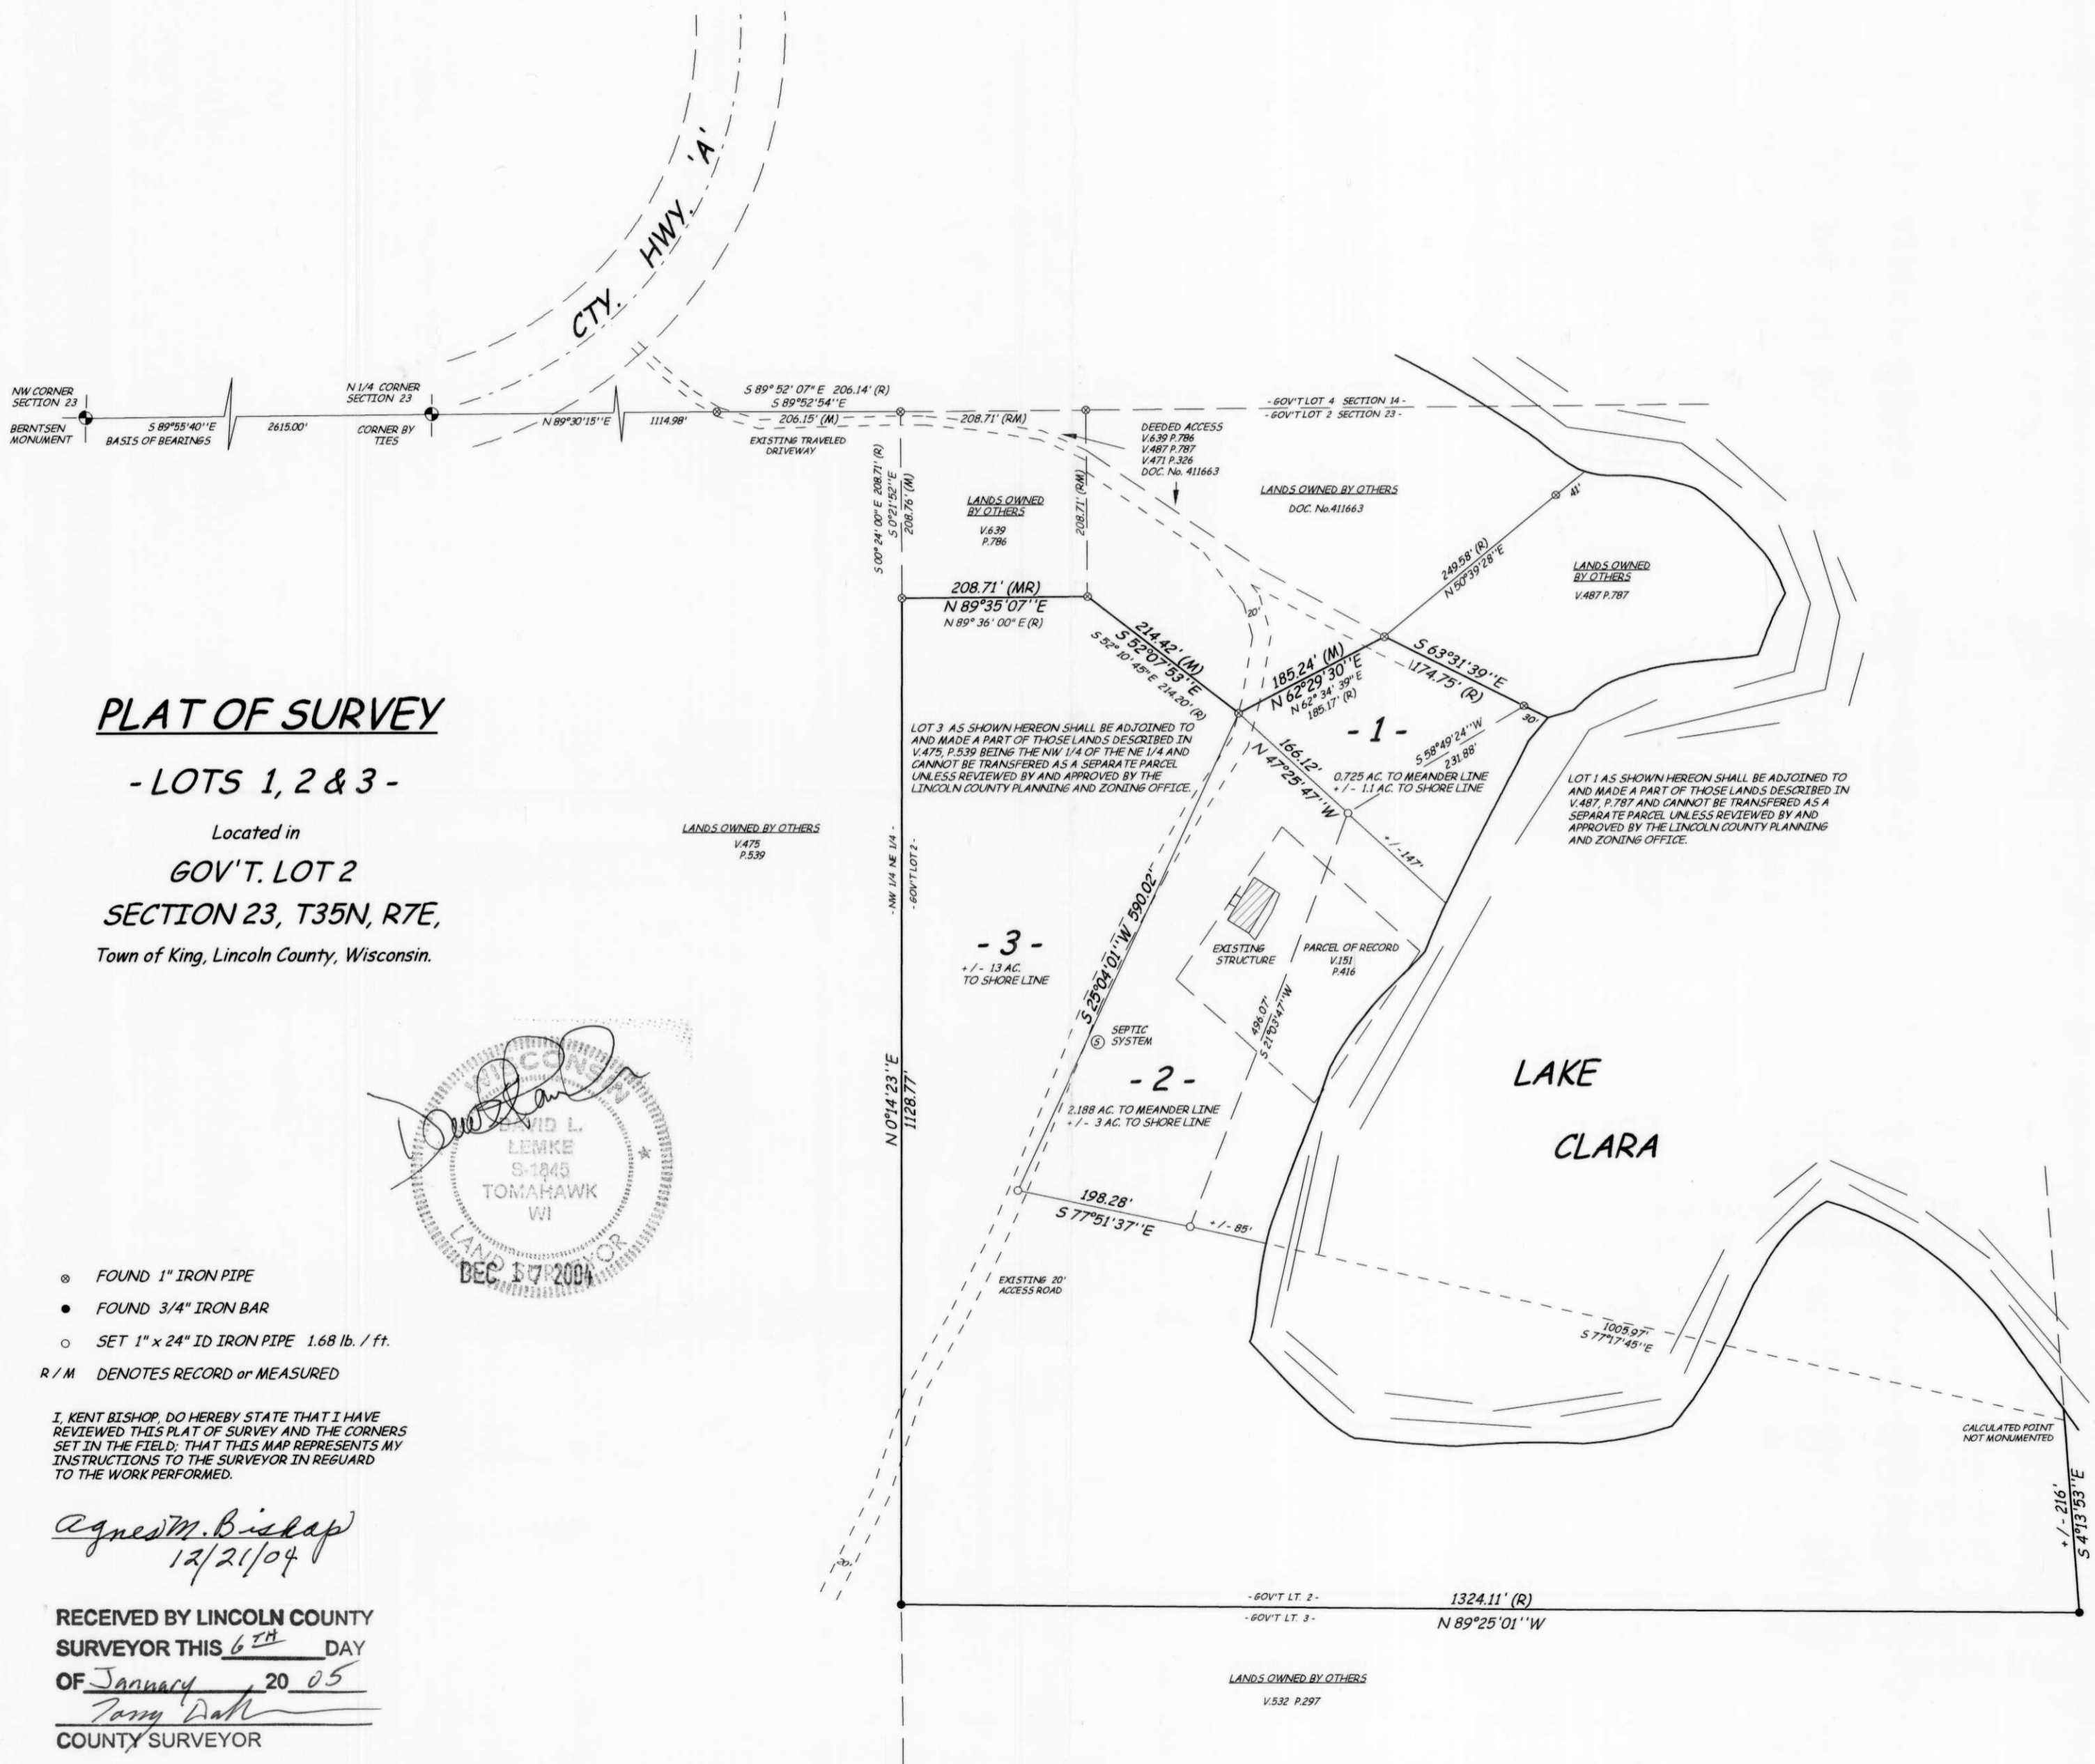 CTY. HWY. 'A'
NW CORNER
SECTION 23
BERNTSEN
MONUMENT
S 89°55'40''E
BASIS OF BEARINGS
2615.00'
N 1/4 CORNER
SECTION 23
CORNER BY
TIES
N 89°30'15''E
1114.98'
S 89° 52' 07" E 206.14' (R)
S 89°52'54''E
206.15' (M)
EXISTING TRAVELED
DRIVEWAY
208.71' (RM)
- GOV'T LOT 4 SECTION 14 -
- GOV'T LOT 2 SECTION 23 -
DEEDED ACCESS
V.639 P.786
V.487 P.787
V.471 P.326
DOC. No. 411663
S 00° 24' 00" E 208.71' (R)
S 0°21'52''E
208.76' (M)
LANDS OWNED
BY OTHERS
V.639
P.786
208.71' (RM)
LANDS OWNED BY OTHERS
DOC. No.411663
41'
249.58' (R)
N 50°39'28''E
LANDS OWNED
BY OTHERS
V.487 P.787
208.71' (MR)
N 89°35'07''E
N 89° 36' 00" E (R)
214.42' (M)
S 52°07'53''E
S 52° 10' 45" E 214.20' (R)
20'
185.24' (M)
N 62°29'30''E
N 62° 34' 39" E
185.17' (R)
S 63°31'39''E
174.75' (R)
30'
PLAT OF SURVEY
- LOTS 1, 2 & 3 -
Located in
GOV'T. LOT 2
SECTION 23, T35N, R7E,
Town of King, Lincoln County, Wisconsin.
LOT 3 AS SHOWN HEREON SHALL BE ADJOINED TO
AND MADE A PART OF THOSE LANDS DESCRIBED IN
V.475, P.539 BEING THE NW 1/4 OF THE NE 1/4 AND
CANNOT BE TRANSFERED AS A SEPARATE PARCEL
UNLESS REVIEWED BY AND APPROVED BY THE
LINCOLN COUNTY PLANNING AND ZONING OFFICE.
- 1 -
S 58°49'24''W
231.88'
0.725 AC. TO MEANDER LINE
+/- 1.1 AC. TO SHORE LINE
166.12'
N 47°25'47''W
+/-147'
LOT 1 AS SHOWN HEREON SHALL BE ADJOINED TO
AND MADE A PART OF THOSE LANDS DESCRIBED IN
V.487, P.787 AND CANNOT BE TRANSFERED AS A
SEPARATE PARCEL UNLESS REVIEWED BY AND
APPROVED BY THE LINCOLN COUNTY PLANNING
AND ZONING OFFICE.
LANDS OWNED BY OTHERS
V.475
P.539
- NW 1/4 NE 1/4 -
- GOV'T LOT 2 -
- 3 -
+/- 13 AC.
TO SHORE LINE
S 25°04'01''W 590.02'
EXISTING
STRUCTURE
PARCEL OF RECORD
V.151
P.416
496.07'
S 21°03'47''W
SEPTIC
SYSTEM
S
- 2 -
2.188 AC. TO MEANDER LINE
+/- 3 AC. TO SHORE LINE
LAKE
CLARA
N 0°14'23''E
1128.77'
198.28'
S 77°51'37''E
+/-85'
EXISTING 20'
ACCESS ROAD
1005.97'
S 77°17'45''E
CALCULATED POINT
NOT MONUMENTED
+/-216'
S 4°13'53''E
20'
WISCONSIN
DAVID L.
LEMKE
S-1845
TOMAHAWK
WI
LAND SURVEYOR
DEC 17 2004
FOUND 1" IRON PIPE
FOUND 3/4" IRON BAR
SET 1" x 24" ID IRON PIPE 1.68 lb. / ft.
R / M DENOTES RECORD or MEASURED
I, KENT BISHOP, DO HEREBY STATE THAT I HAVE
REVIEWED THIS PLAT OF SURVEY AND THE CORNERS
SET IN THE FIELD; THAT THIS MAP REPRESENTS MY
INSTRUCTIONS TO THE SURVEYOR IN REGUARD
TO THE WORK PERFORMED.
Agnes M. Bishop
12/21/04
RECEIVED BY LINCOLN COUNTY
SURVEYOR THIS 6TH DAY
OF January, 20 05
COUNTY SURVEYOR
- GOV'T LT. 2 -
- GOV'T LT. 3 -
1324.11' (R)
N 89°25'01''W
LANDS OWNED BY OTHERS
V.532 P.297